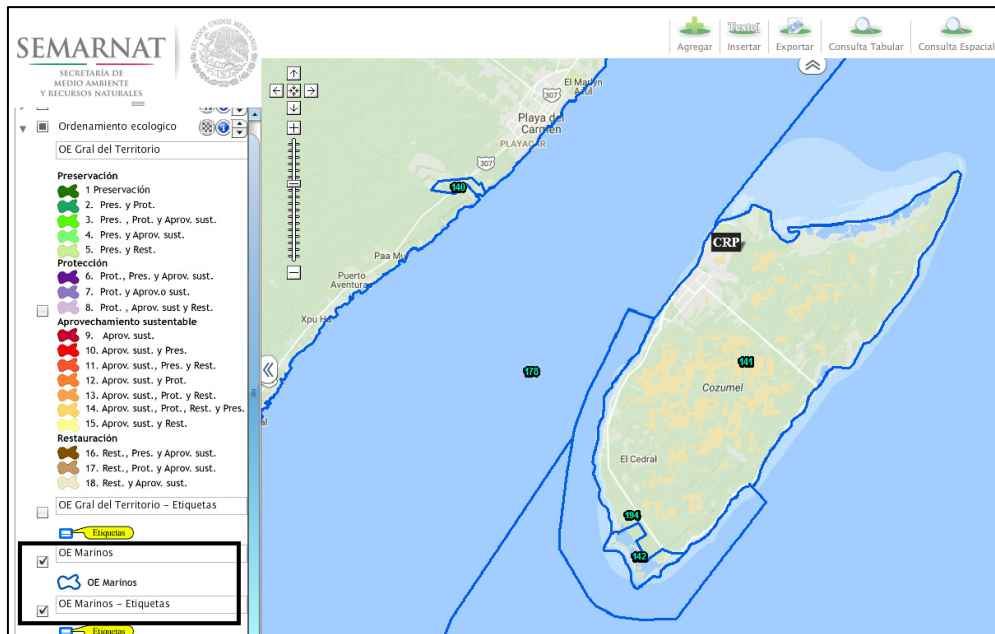 SEMARNAT
SECRETARÍA DE
MEDIO AMBIENTE
Y RECURSOS NATURALES
ESTADOS UNIDOS MEXICANOS
Agregar
Texto
Insertar
Exportar
Consulta Tabular
Consulta Espacial
Ordenamiento ecologico
OE Gral del Territorio
Preservación
1 Preservación
2. Pres. y Prot.
3. Pres. , Prot. y Aprov. sust.
4. Pres. y Aprov. sust.
5. Pres. y Rest.
Protección
6. Prot., Pres. y Aprov. sust.
7. Prot. y Aprov.o sust.
8. Prot. , Aprov. sust y Rest.
Aprovechamiento sustentable
9. Aprov. sust.
10. Aprov. sust. y Pres.
11. Aprov. sust., Pres. y Rest.
12. Aprov. sust. y Prot.
13. Aprov. sust., Prot. y Rest.
14. Aprov. sust., Prot., Rest. y Pres.
15. Aprov. sust. y Rest.
Restauración
16. Rest., Pres. y Aprov. sust.
17. Rest., Prot. y Aprov. sust.
18. Rest. y Aprov. sust.
OE Gral del Territorio - Etiquetas
Etiquetas
OE Marinos
OE Marinos
OE Marinos - Etiquetas
Etiquetas
El Marlyn
Azul
307
Playa del
Carmen
PLAYACAR
307
140
Paa Mu
Puerto
Aventuras
Xpu Ha
CRP
178
141
Cozumel
El Cedral
194
142